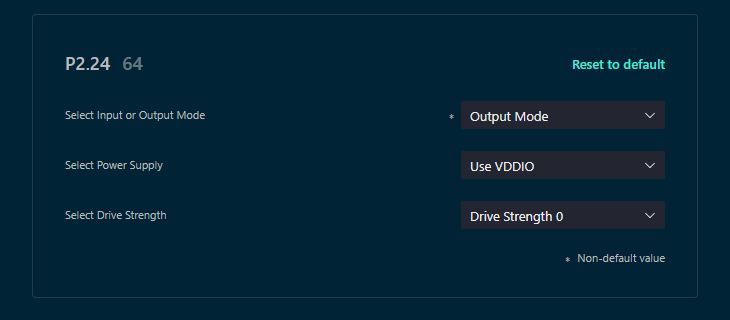 P2.24 64 Reset to default
Select Input or Output Mode * Output Mode
Select Power Supply Use VDDIO
Select Drive Strength Drive Strength 0
* Non-default value